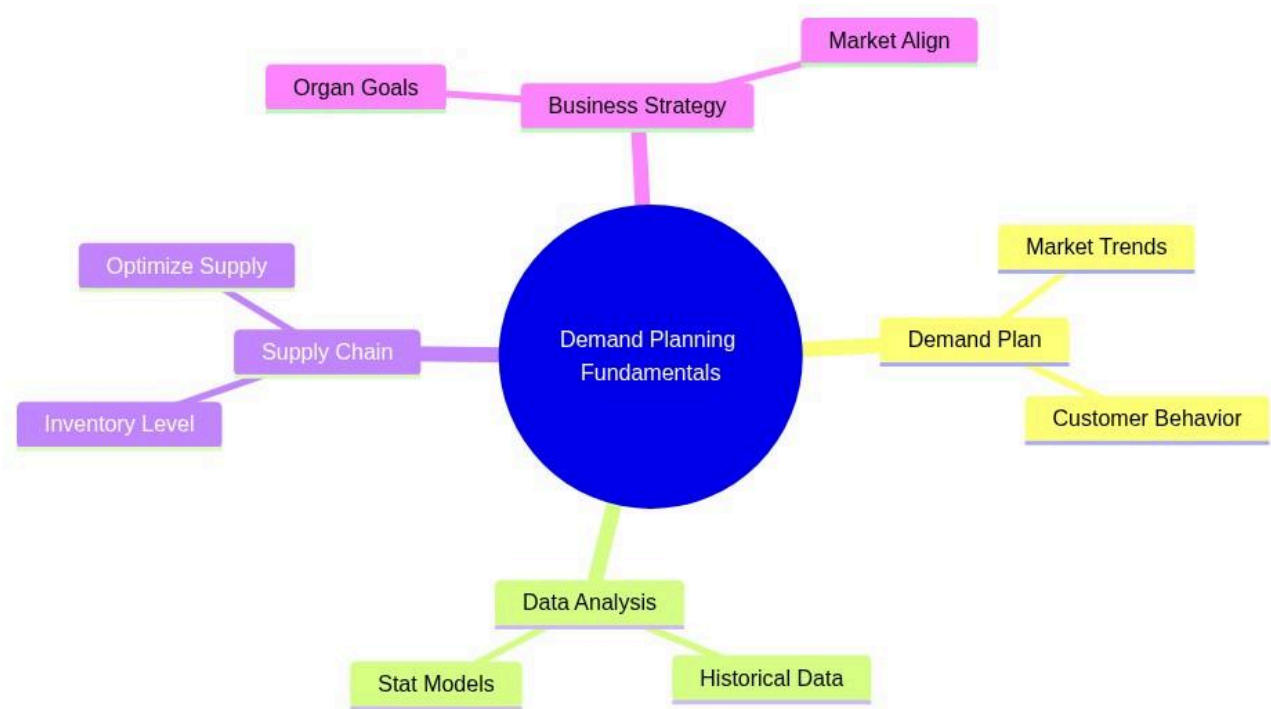 Market Align
Organ Goals
Business Strategy
Market Trends
Optimize Supply
Demand Planning
Fundamentals
Demand Plan
Supply Chain
Customer Behavior
Inventory Level
Data Analysis
Stat Models
Historical Data